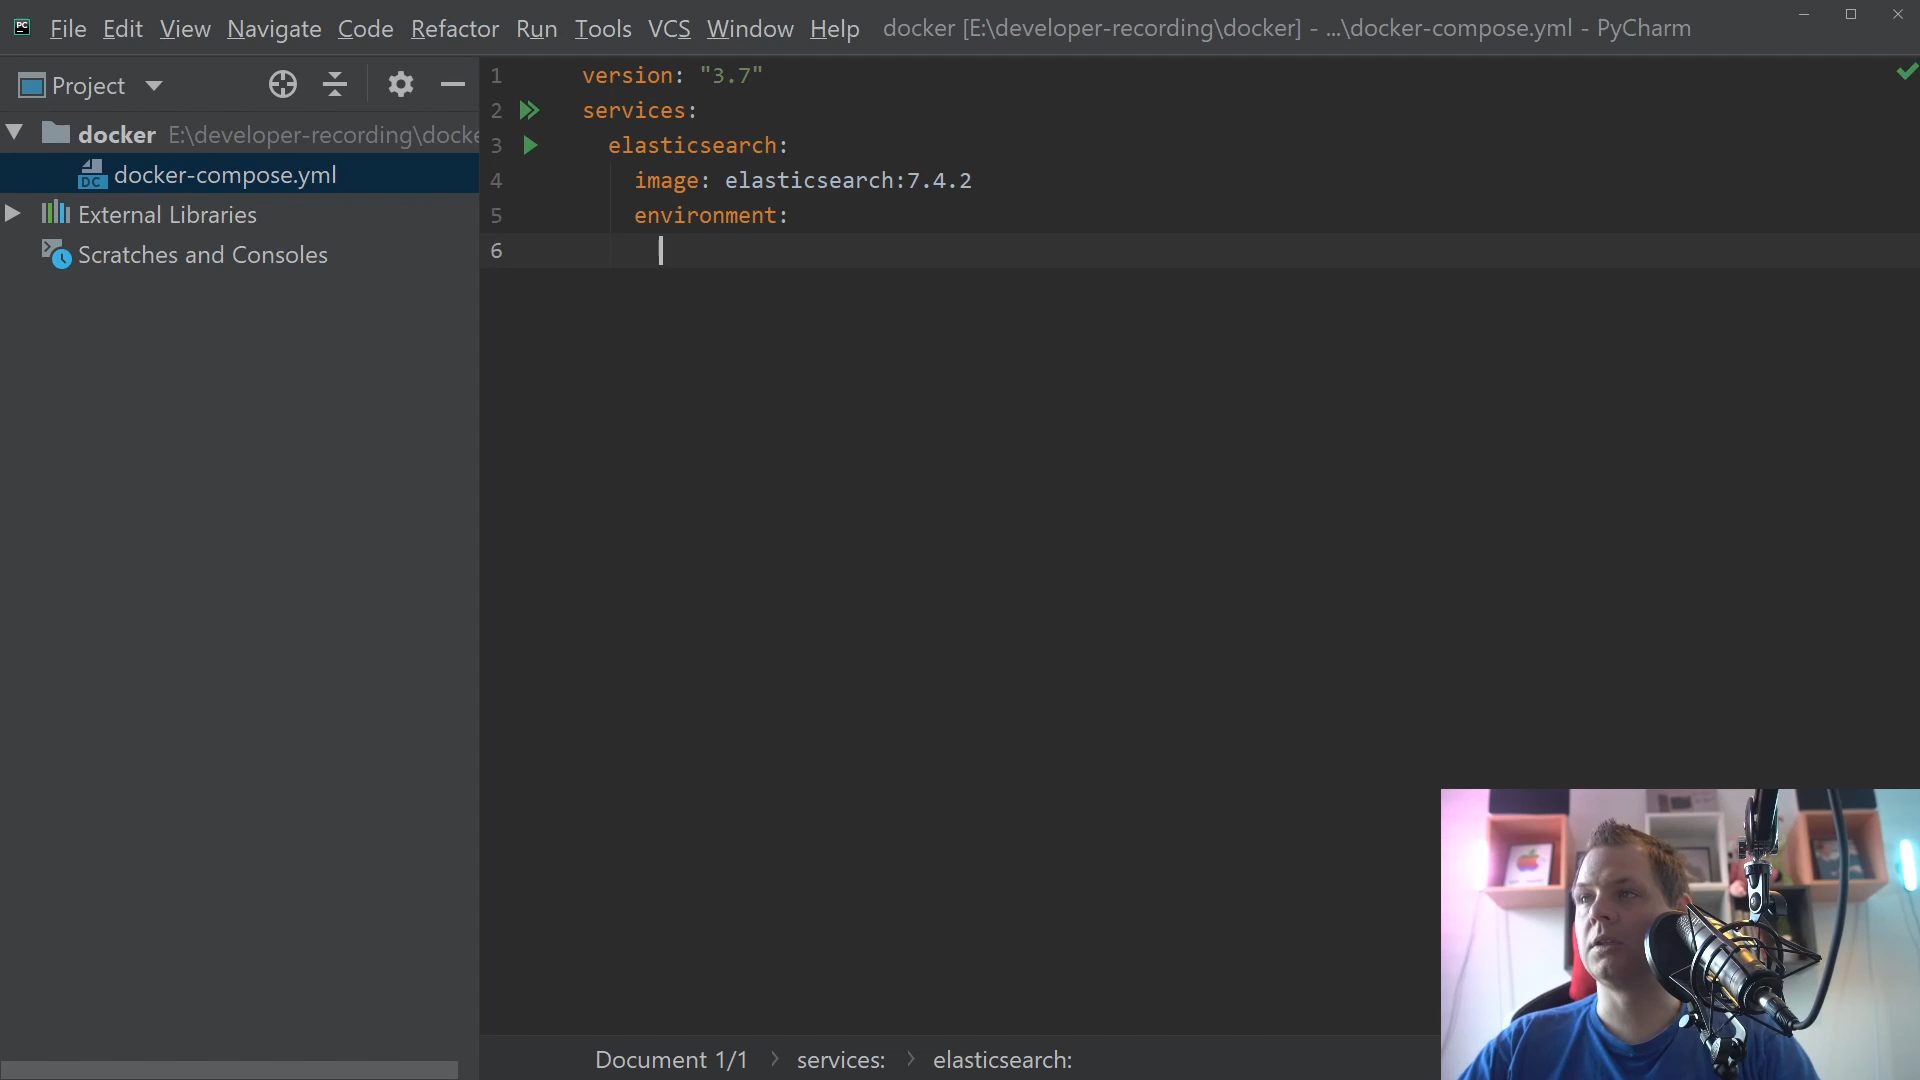 PC File Edit View Navigate Code Refactor Run Tools VCS Window Help docker [E:\developer-recording\docker] - ...\docker-compose.yml - PyCharm
Project
docker E:\developer-recording\docke
DC docker-compose.yml
External Libraries
Scratches and Consoles
1 version: "3.7"
2 services:
3 elasticsearch:
4 image: elasticsearch:7.4.2
5 environment:
6
Document 1/1 services: elasticsearch: